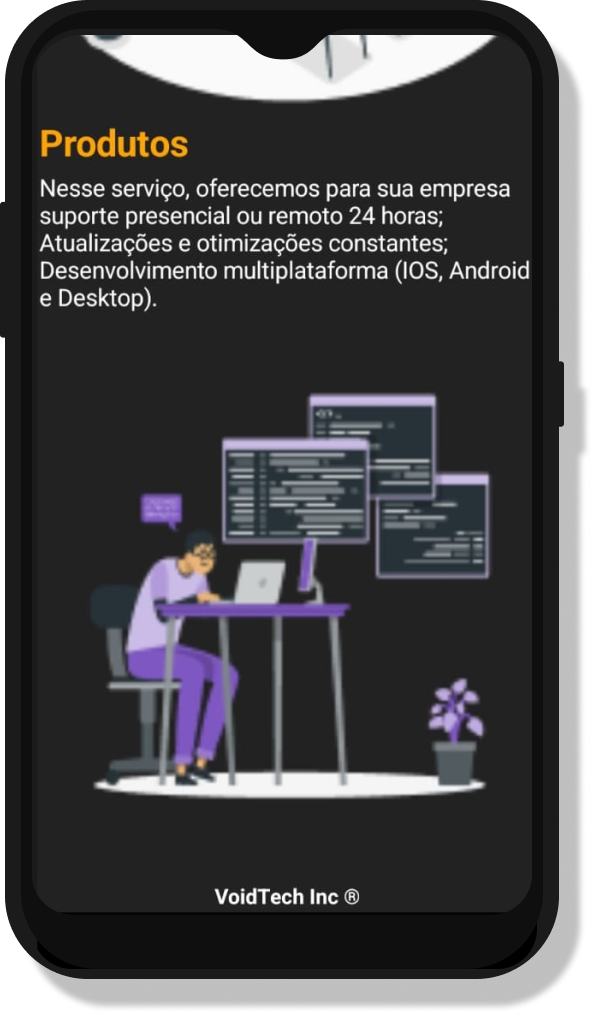 Produtos
Nesse serviço, oferecemos para sua empresa
suporte presencial ou remoto 24 horas;
Atualizações e otimizações constantes;
Desenvolvimento multiplataforma (IOS, Android
e Desktop).
VoidTech Inc ®